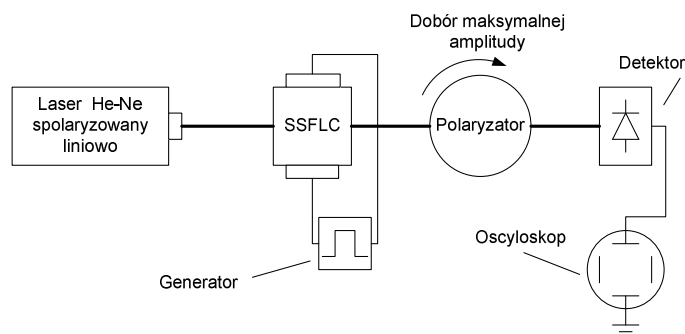 Dobór maksymalnej
amplitudy
Detektor
Laser He-Ne
spolaryzowany
liniowo
SSFLC
Polaryzator
Oscyloskop
Generator